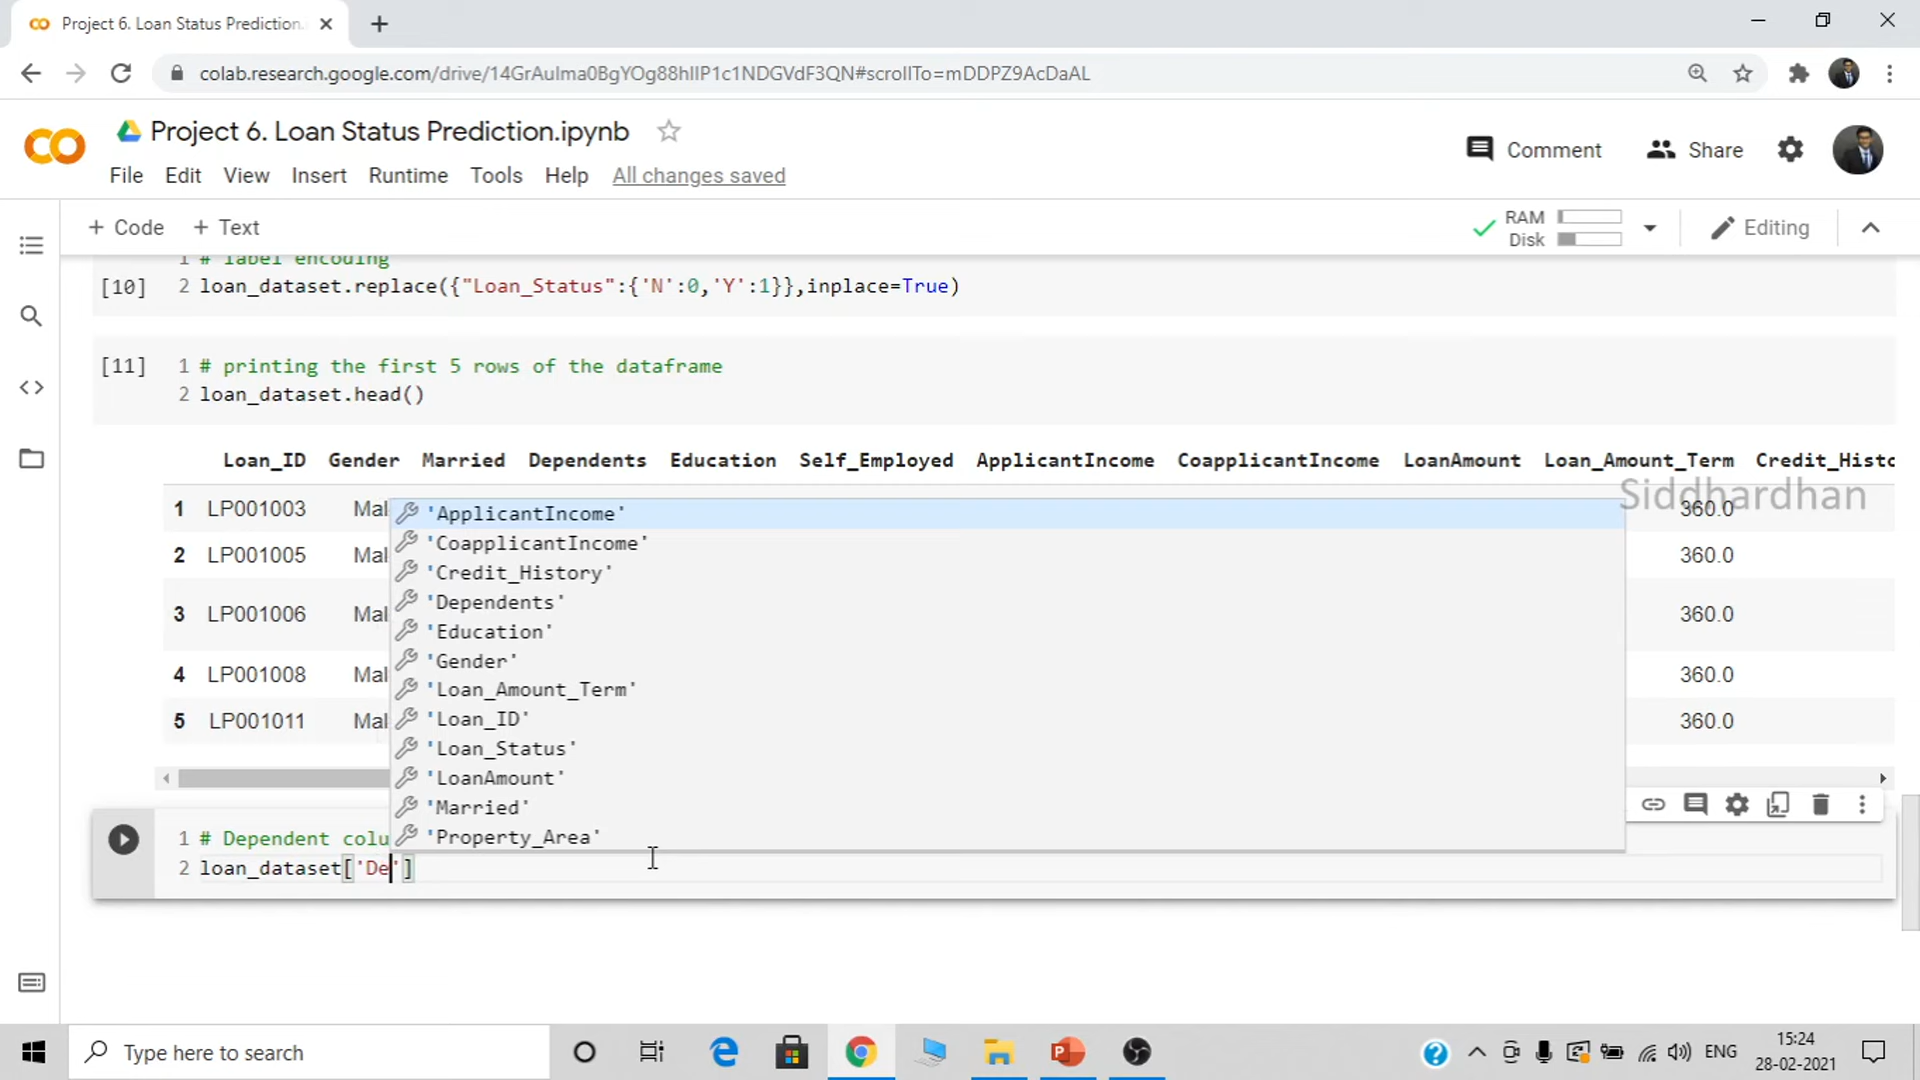 Project 6. Loan Status Prediction.
colab.research.google.com/drive/14GrAulma0BgYOg88hlIP1c1NDGVdF3QN#scrollTo=mDDPZ9AcDaAL
Project 6. Loan Status Prediction.ipynb
Comment Share
File Edit View Insert Runtime Tools Help All changes saved
+ Code + Text
RAM
Disk
Editing
1 # label encoding
[10] 2 loan_dataset.replace({"Loan_Status":{'N':0,'Y':1}},inplace=True)
[11] 1 # printing the first 5 rows of the dataframe
2 loan_dataset.head()
Loan_ID Gender Married Dependents Education Self_Employed ApplicantIncome CoapplicantIncome LoanAmount Loan_Amount_Term Credit_Histo
Siddhardhan
1 LP001003 Mal 360.0
2 LP001005 Mal 360.0
3 LP001006 Mal 360.0
4 LP001008 Mal 360.0
5 LP001011 Mal 360.0
'ApplicantIncome'
'CoapplicantIncome'
'Credit_History'
'Dependents'
'Education'
'Gender'
'Loan_Amount_Term'
'Loan_ID'
'Loan_Status'
'LoanAmount'
'Married'
'Property_Area'
1 # Dependent colu
2 loan_dataset['De']
Type here to search
ENG
15:24
28-02-2021